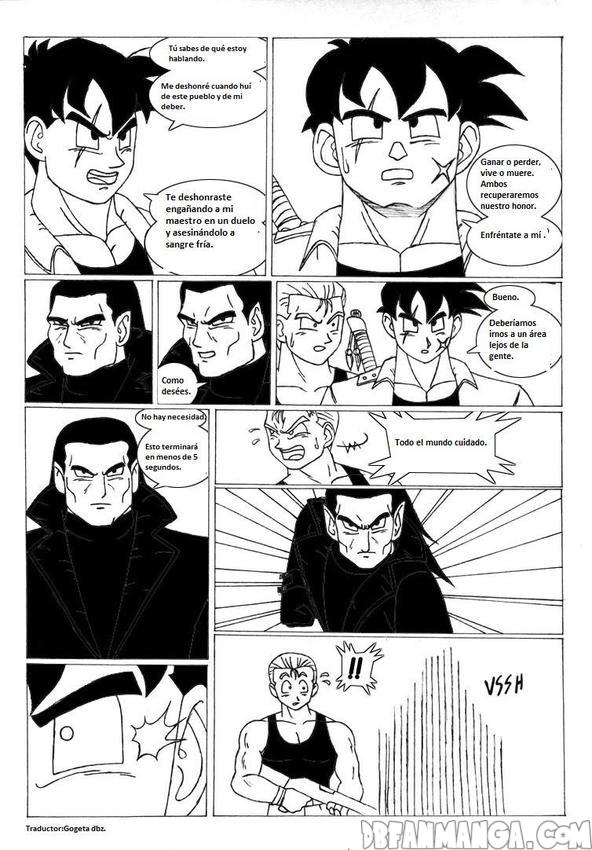 Tú sabes de qué estoy
hablando.
Me deshonré cuando huí
de este pueblo y de mi
deber.
Te deshonraste
engañando a mi
maestro en un duelo
y asesinándolo a
sangre fría.
Ganar o perder,
vive o muere.
Ambos
recuperaremos
nuestro honor.
Enfréntate a mí .
Como
desées.
Bueno.
Deberíamos
irnos a un área
lejos de la
gente.
No hay necesidad.
Esto terminará
en menos de 5
segundos.
Todo el mundo cuidado.
!!
VSSH
Traductor:Gogeta dbz.
DBFANMANGA.COM